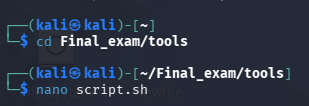 ┌──(kali㉿kali)-[~]
└─$ cd Final_exam/tools
┌──(kali㉿kali)-[~/Final_exam/tools]
└─$ nano script.sh